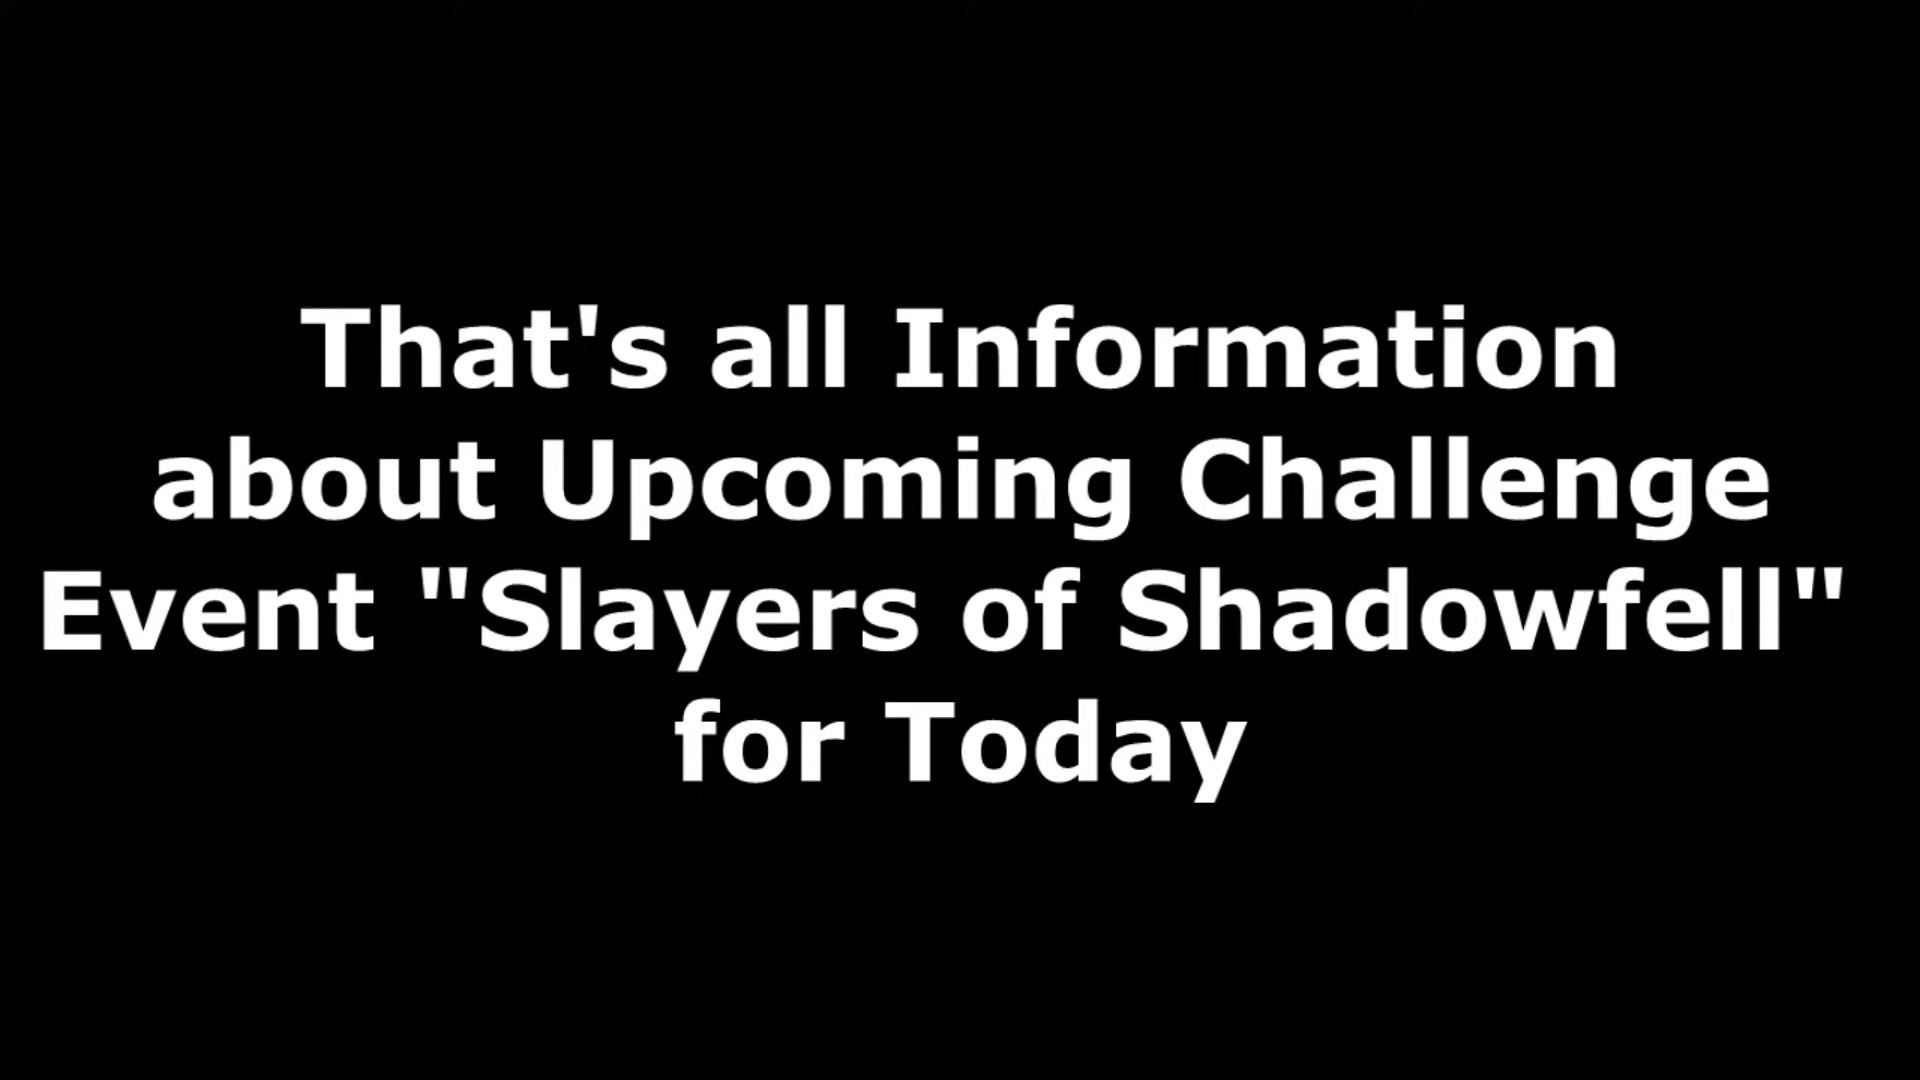 That's all Information
about Upcoming Challenge
Event "Slayers of Shadowfell"
for Today